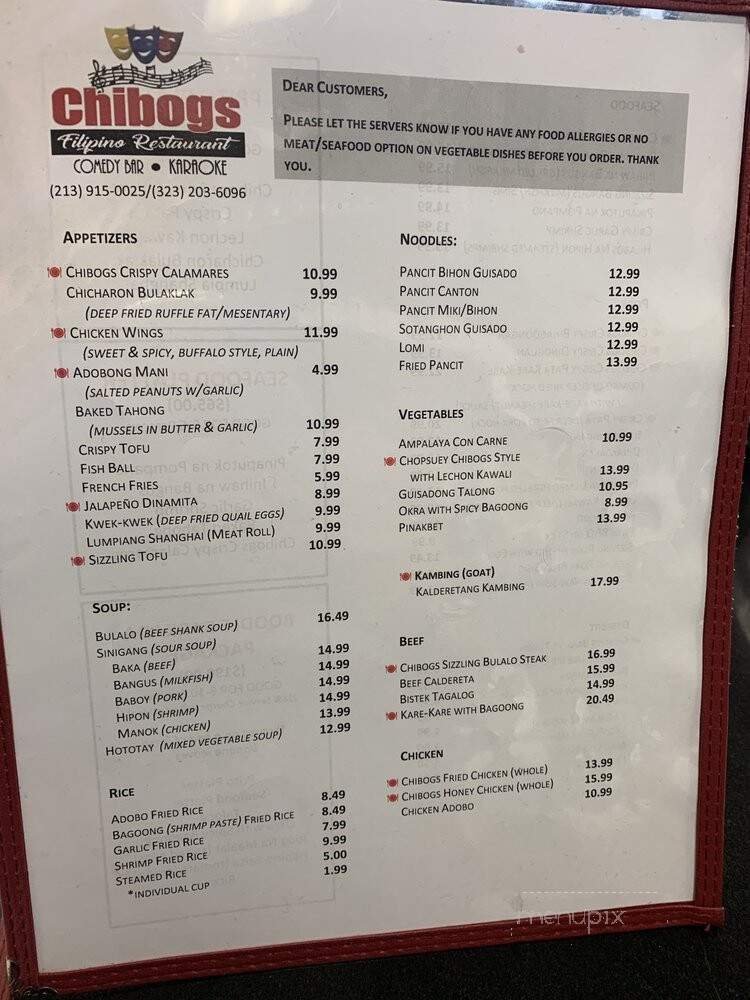 Chibogs
Filipino Restaurant
COMEDY BAR • KARAOKE
(213) 915-0025/(323) 203-6096
DEAR CUSTOMERS,
PLEASE LET THE SERVERS KNOW IF YOU HAVE ANY FOOD ALLERGIES OR NO
MEAT/SEAFOOD OPTION ON VEGETABLE DISHES BEFORE YOU ORDER. THANK
YOU.
APPETIZERS
CHIBOGS CRISPY CALAMARES 10.99
CHICHARON BULAKLAK 9.99
(DEEP FRIED RUFFLE FAT/MESENTARY)
CHICKEN WINGS 11.99
(SWEET & SPICY, BUFFALO STYLE, PLAIN)
ADOBONG MANI 4.99
(SALTED PEANUTS W/GARLIC)
BAKED TAHONG
(MUSSELS IN BUTTER & GARLIC) 10.99
CRISPY TOFU 7.99
FISH BALL 7.99
FRENCH FRIES 5.99
JALAPEÑO DINAMITA 8.99
KWEK-KWEK (DEEP FRIED QUAIL EGGS) 9.99
LUMPIANG SHANGHAI (MEAT ROLL) 9.99
SIZZLING TOFU 10.99
SOUP:
BULALO (BEEF SHANK SOUP) 16.49
SINIGANG (SOUR SOUP)
BAKA (BEEF) 14.99
BANGUS (MILKFISH) 14.99
BABOY (PORK) 14.99
HIPON (SHRIMP) 14.99
MANOK (CHICKEN) 13.99
HOTOTAY (MIXED VEGETABLE SOUP) 12.99
RICE
ADOBO FRIED RICE 8.49
BAGOONG (SHRIMP PASTE) FRIED RICE 8.49
GARLIC FRIED RICE 7.99
SHRIMP FRIED RICE 9.99
STEAMED RICE 5.00
*INDIVIDUAL CUP 1.99
NOODLES:
PANCIT BIHON GUISADO 12.99
PANCIT CANTON 12.99
PANCIT MIKI/BIHON 12.99
SOTANGHON GUISADO 12.99
LOMI 12.99
FRIED PANCIT 13.99
VEGETABLES
AMPALAYA CON CARNE 10.99
CHOPSUEY CHIBOGS STYLE
WITH LECHON KAWALI 13.99
GUISADONG TALONG 10.95
OKRA WITH SPICY BAGOONG 8.99
PINAKBET 13.99
KAMBING (GOAT)
KALDERETANG KAMBING 17.99
BEEF
CHIBOGS SIZZLING BULALO STEAK 16.99
BEEF CALDERETA 15.99
BISTEK TAGALOG 14.99
KARE-KARE WITH BAGOONG 20.49
CHICKEN
CHIBOGS FRIED CHICKEN (WHOLE) 13.99
CHIBOGS HONEY CHICKEN (WHOLE) 15.99
CHICKEN ADOBO 10.99
menupix